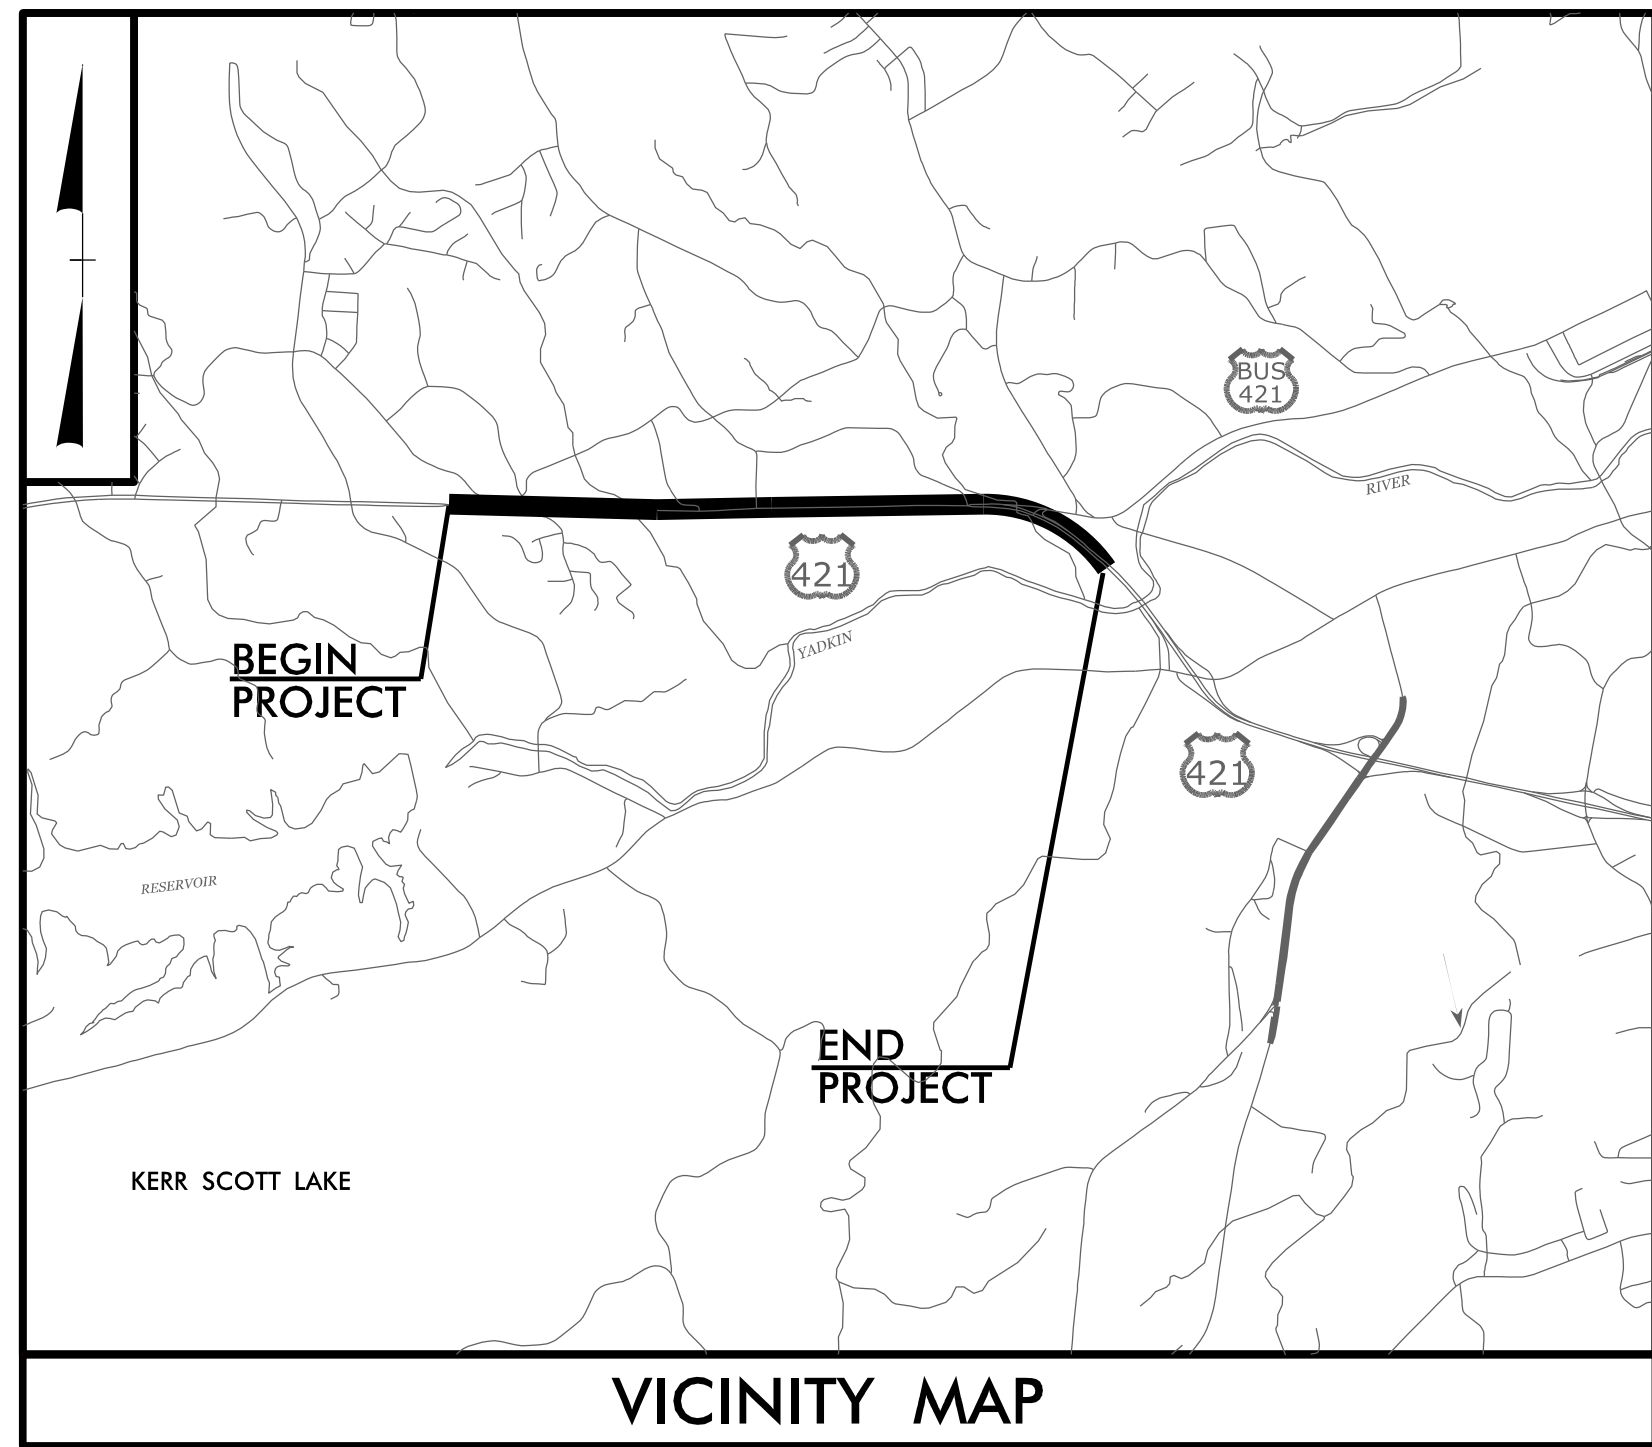 BUS
421
RIVER
421
YADKIN
BEGIN
PROJECT
421
RESERVOIR
END
PROJECT
KERR SCOTT LAKE
VICINITY MAP